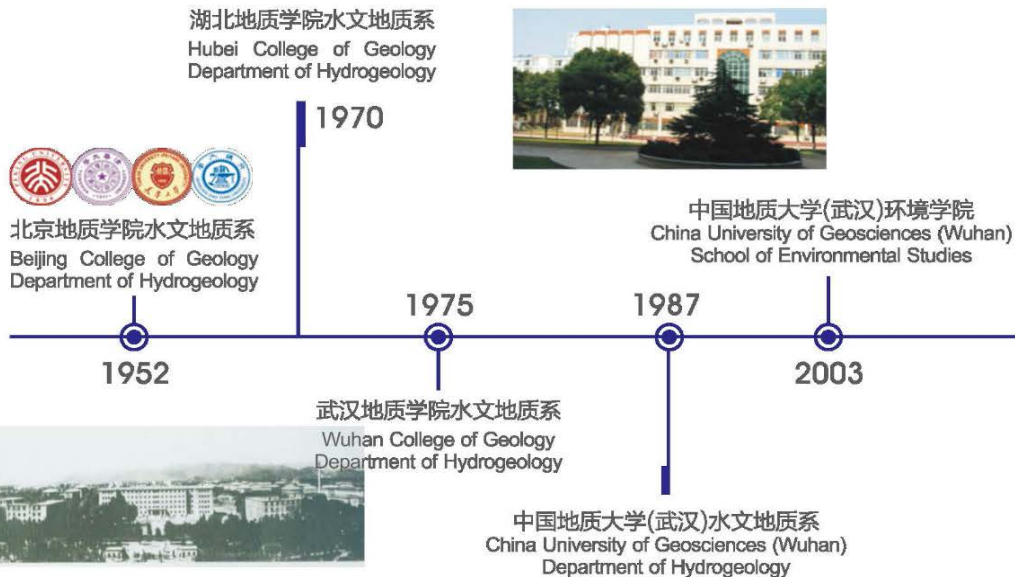 湖北地质学院水文地质系
Hubei College of Geology
Department of Hydrogeology
1970
北京地质学院水文地质系
Beijing College of Geology
Department of Hydrogeology
1952
1975
武汉地质学院水文地质系
Wuhan College of Geology
Department of Hydrogeology
1987
中国地质大学(武汉)水文地质系
China University of Geosciences (Wuhan)
Department of Hydrogeology
中国地质大学(武汉)环境学院
China University of Geosciences (Wuhan)
School of Environmental Studies
2003